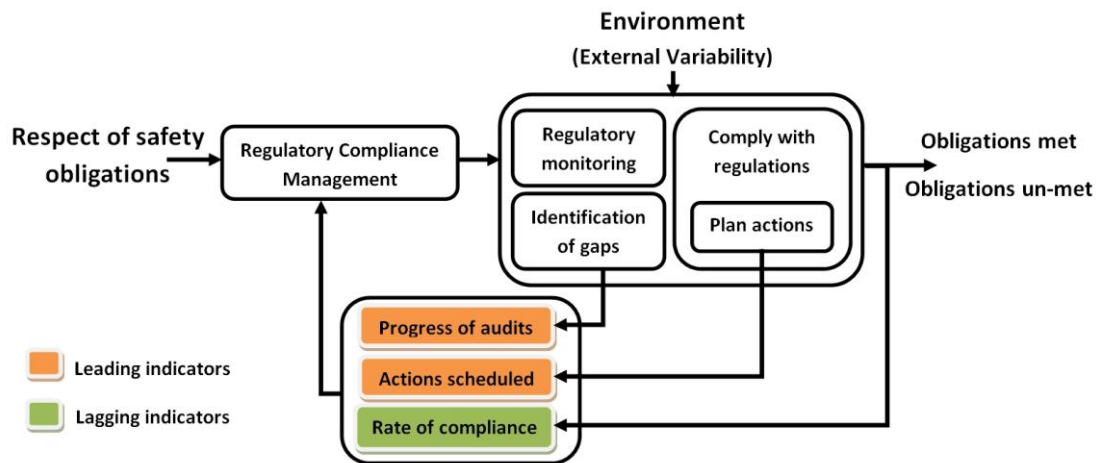 Environment
(External Variability)
Respect of safety
obligations
Regulatory Compliance
Management
Regulatory
monitoring
Identification
of gaps
Comply with
regulations
Plan actions
Obligations met
Obligations un-met
Progress of audits
Actions scheduled
Rate of compliance
Leading indicators
Lagging indicators